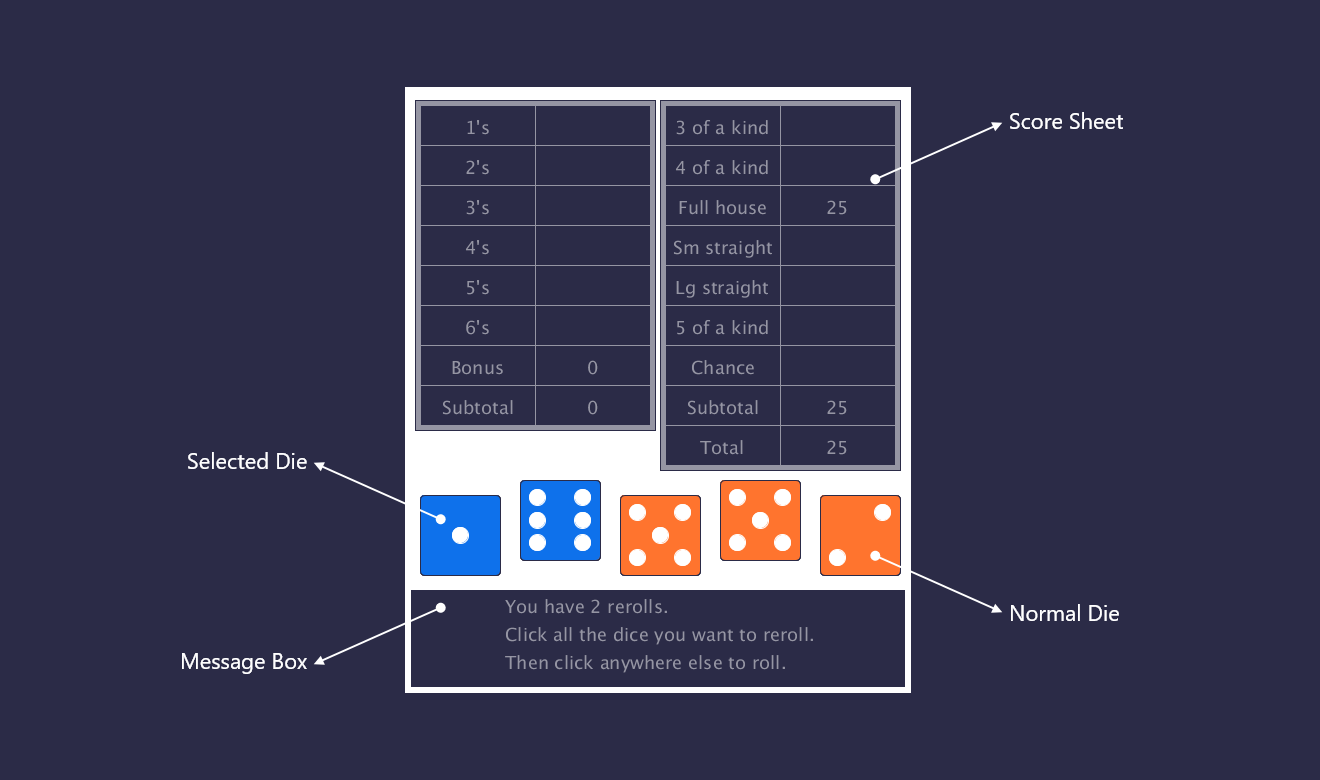 1's
2's
3's
4's
5's
6's
Bonus 0
Subtotal 0
3 of a kind
4 of a kind
Full house 25
Sm straight
Lg straight
5 of a kind
Chance
Subtotal 25
Total 25
Score Sheet
Selected Die
Normal Die
Message Box
You have 2 rerolls.
Click all the dice you want to reroll.
Then click anywhere else to roll.